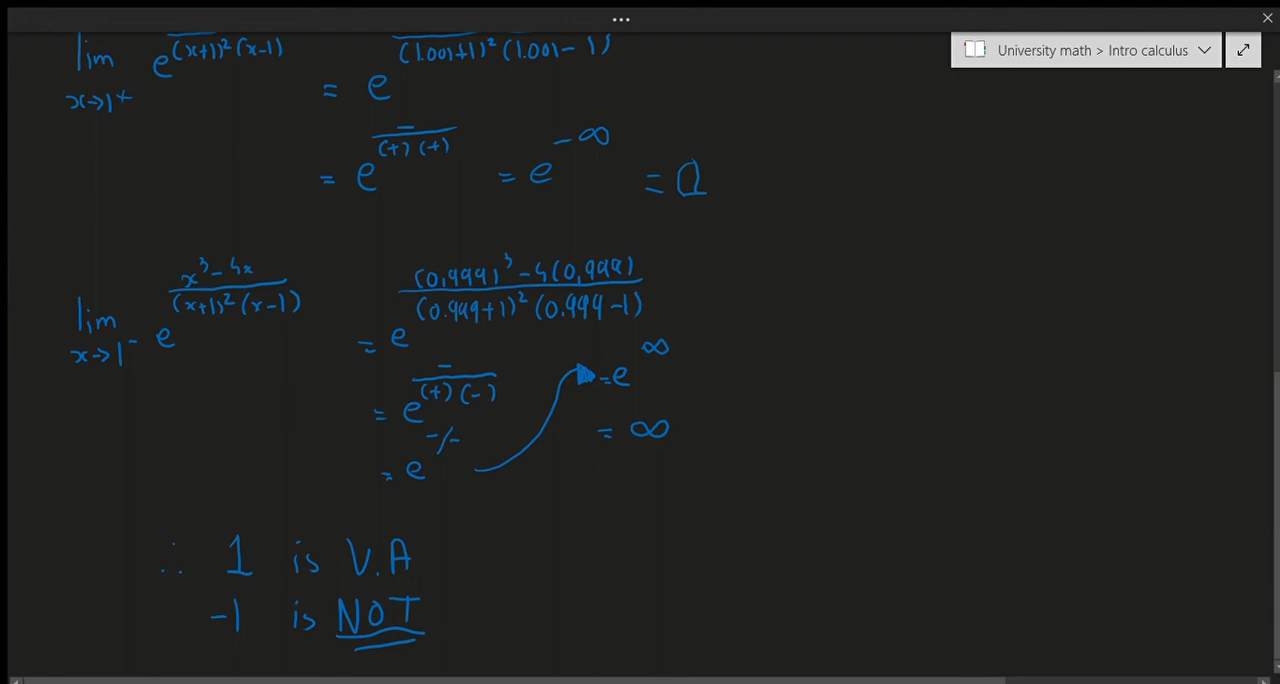 University math > Intro calculus
lim x→1⁺ e^(/((x+1)²(x-1))) = e^(/((1.001+1)²(1.001-1)))
= e^(-/((+)(+))) = e^(-∞) = 0
lim x→1⁻ e^((x³-4x)/((x+1)²(x-1))) = e^(((0,999)³-4(0,999))/((0.999+1)²(0.999-1)))
= e^(-/((+)(-))) = e^∞
= e^(-/-) = ∞
∴ 1 is V.A
-1 is NOT